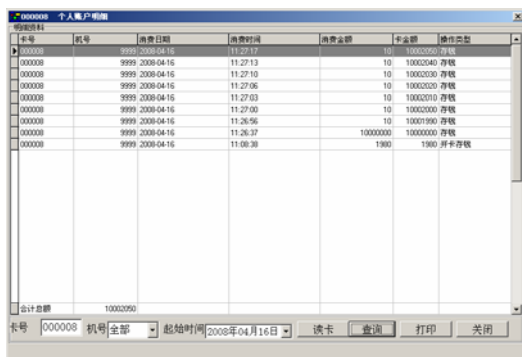 000008 个人账户明细
明细资料
卡号 机号 消费日期 消费时间 消费金额 卡金额 操作类型
000008 9999 2008-04-16 11:27:17 10 10002050 存钱
000008 9999 2008-04-16 11:27:13 10 10002040 存钱
000008 9999 2008-04-16 11:27:10 10 10002030 存钱
000008 9999 2008-04-16 11:27:06 10 10002020 存钱
000008 9999 2008-04-16 11:27:03 10 10002010 存钱
000008 9999 2008-04-16 11:27:00 10 10002000 存钱
000008 9999 2008-04-16 11:26:56 10 10001990 存钱
000008 9999 2008-04-16 11:26:37 10000000 10000000 存钱
000008 9999 2008-04-16 11:08:38 1980 1980 开卡存钱
合计总额 10002050
卡号 000008 机号 全部 起始时间 2008年04月16日 读卡 查询 打印 关闭